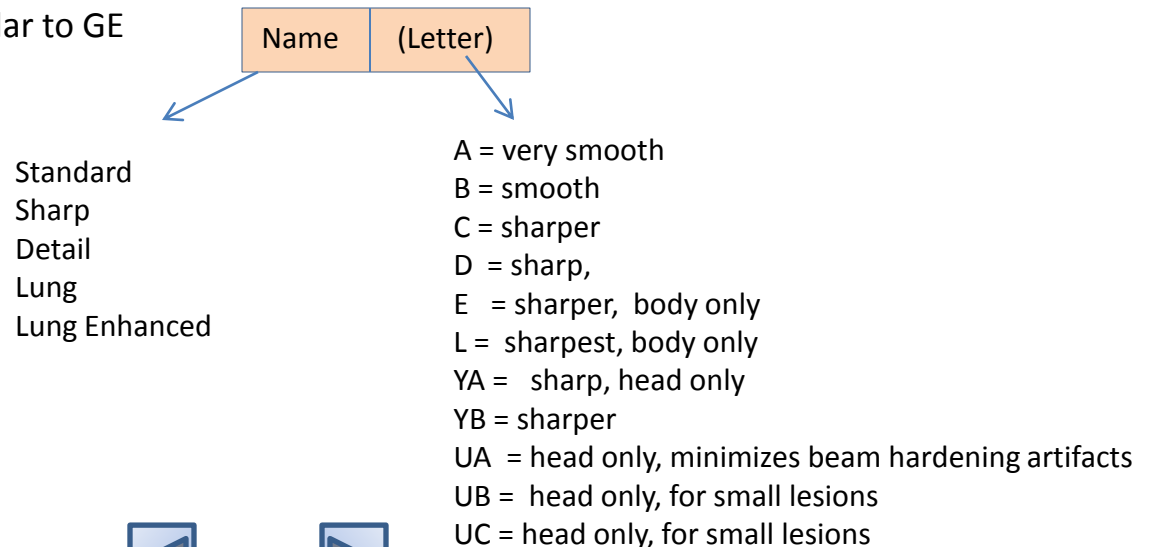 to GE
Name (Letter)
Standard
Sharp
Detail
Lung
Lung Enhanced
A = very smooth
B = smooth
C = sharper
D = sharp,
E = sharper, body only
L = sharpest, body only
YA = sharp, head only
YB = sharper
UA = head only, minimizes beam hardening artifacts
UB = head only, for small lesions
UC = head only, for small lesions